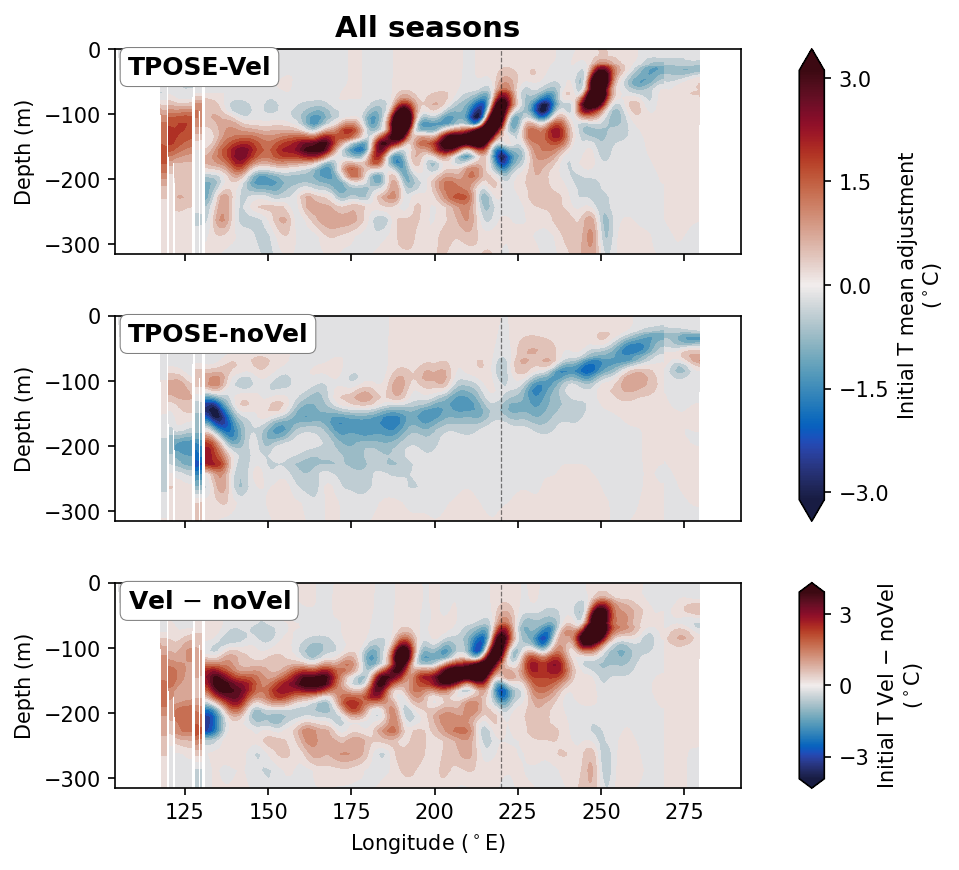 All seasons
TPOSE-Vel
Depth (m)
0
−100
−200
−300
TPOSE-noVel
Depth (m)
0
−100
−200
−300
3.0
1.5
0.0
−1.5
−3.0
Initial T mean adjustment
(°C)
Vel − noVel
Depth (m)
0
−100
−200
−300
125
150
175
200
225
250
275
Longitude (°E)
3
0
−3
Initial T Vel − noVel
(°C)